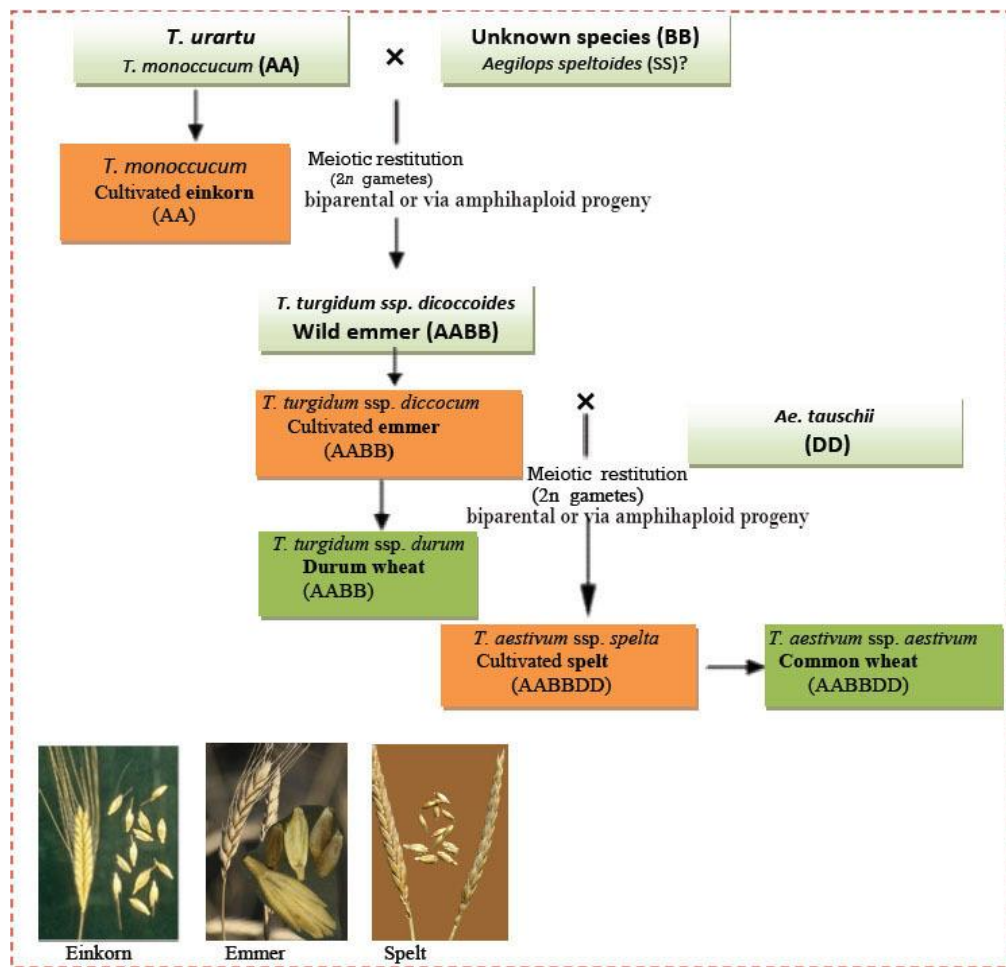 T. urartu
T. monoccucum (AA)
×
Unknown species (BB)
Aegilops speltoides (SS)?
T. monoccucum
Cultivated einkorn
(AA)
Meiotic restitution
(2n gametes)
biparental or via amphihaploid progeny
T. turgidum ssp. dicoccoides
Wild emmer (AABB)
T. turgidum ssp. diccocum
Cultivated emmer
(AABB)
×
Ae. tauschii
(DD)
Meiotic restitution
(2n gametes)
biparental or via amphihaploid progeny
T. turgidum ssp. durum
Durum wheat
(AABB)
T. aestivum ssp. spelta
Cultivated spelt
(AABBDD)
T. aestivum ssp. aestivum
Common wheat
(AABBDD)
Einkorn
Emmer
Spelt